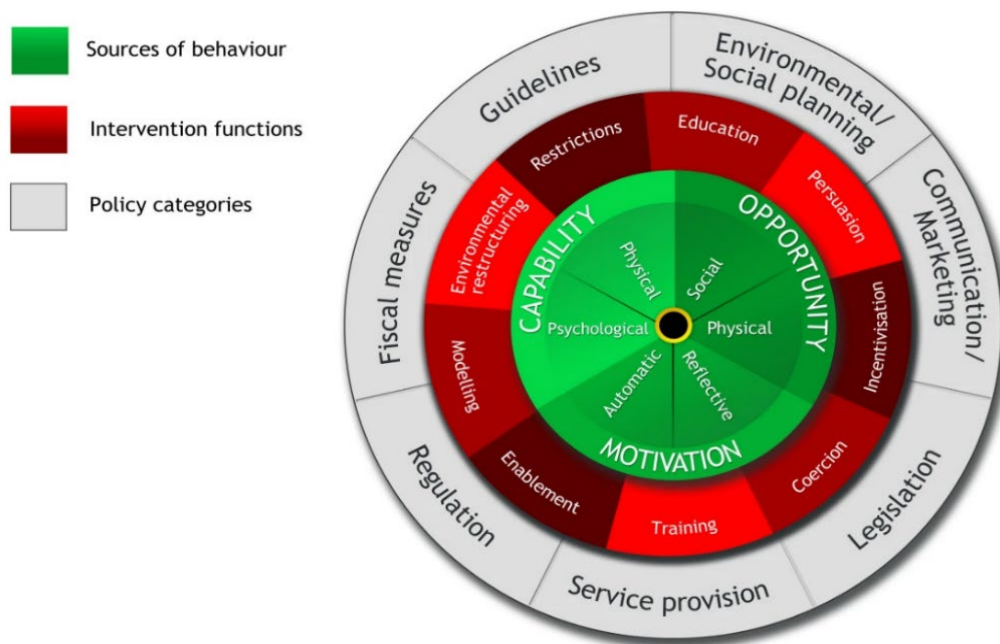 Sources of behaviour
Intervention functions
Policy categories
Guidelines
Environmental/
Social planning
Communication/
Marketing
Legislation
Service provision
Regulation
Fiscal measures
Restrictions
Education
Persuasion
Incentivisation
Coercion
Training
Enablement
Modelling
Environmental
restructuring
CAPABILITY
OPPORTUNITY
MOTIVATION
Physical
Social
Psychological
Physical
Automatic
Reflective